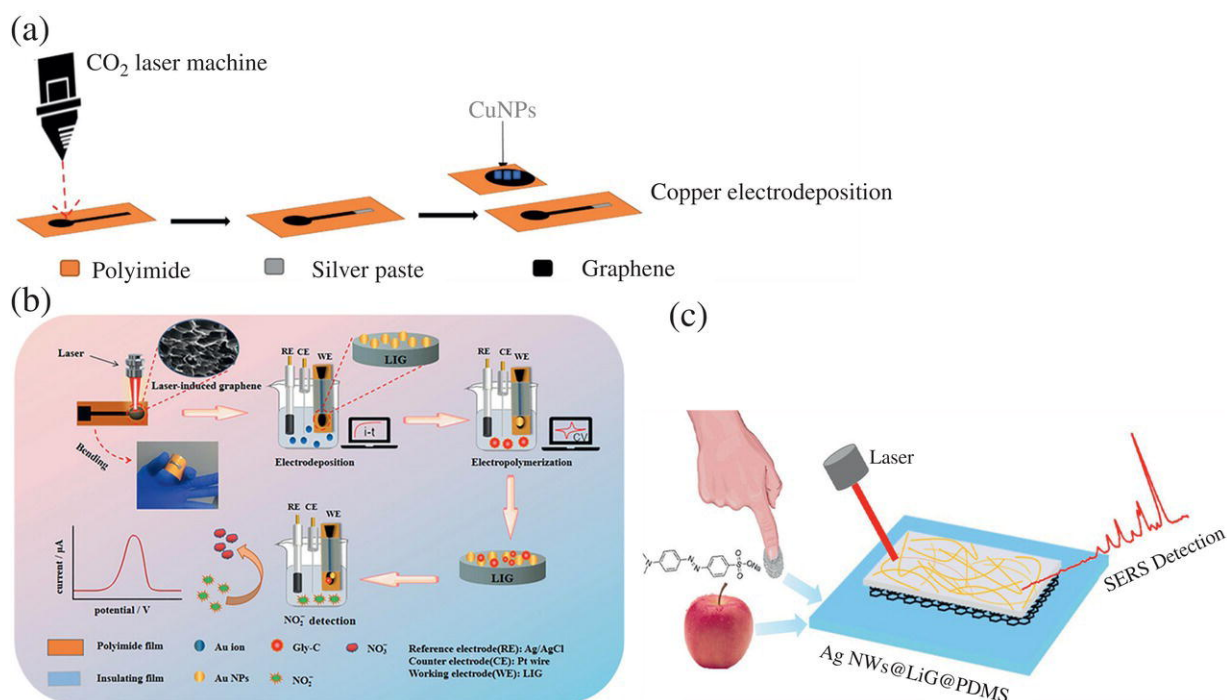 (a)
CO₂ laser machine
CuNPs
Copper electrodeposition
Polyimide
Silver paste
Graphene
(b)
Laser
Laser-induced graphene
Bending
RE CE WE
LIG
i-t
Electrodeposition
RE CE WE
CV
Electropolymerization
LIG
RE CE WE
NO₂⁻ detection
current / μA
potential / V
Polyimide film
Au ion
Gly-C
NO₃⁻
Insulating film
Au NPs
NO₂⁻
Reference electrode(RE): Ag/AgCl
Counter electrode(CE): Pt wire
Working electrode(WE): LIG
(c)
Laser
SERS Detection
Ag NWs@LiG@PDMS